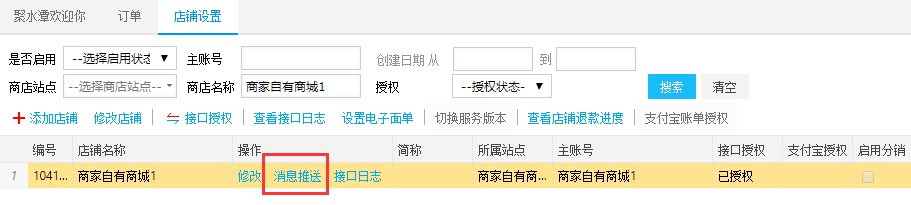 聚水潭欢迎你 订单 店铺设置
是否启用 --选择启用状态 主账号 创建日期 从 到
商店站点 --选择商店站点-- 商店名称 商家自有商城1 授权 --授权状态- 搜索 清空
添加店铺 修改店铺 接口授权 查看接口日志 设置电子面单 切换服务版本 查看店铺退款进度 支付宝账单授权
编号 店铺名称 操作 简称 所属站点 主账号 接口授权 支付宝授权 启用分销
1 1041... 商家自有商城1 修改 消息推送 接口日志 商家自有商... 商家自有商城1 已授权